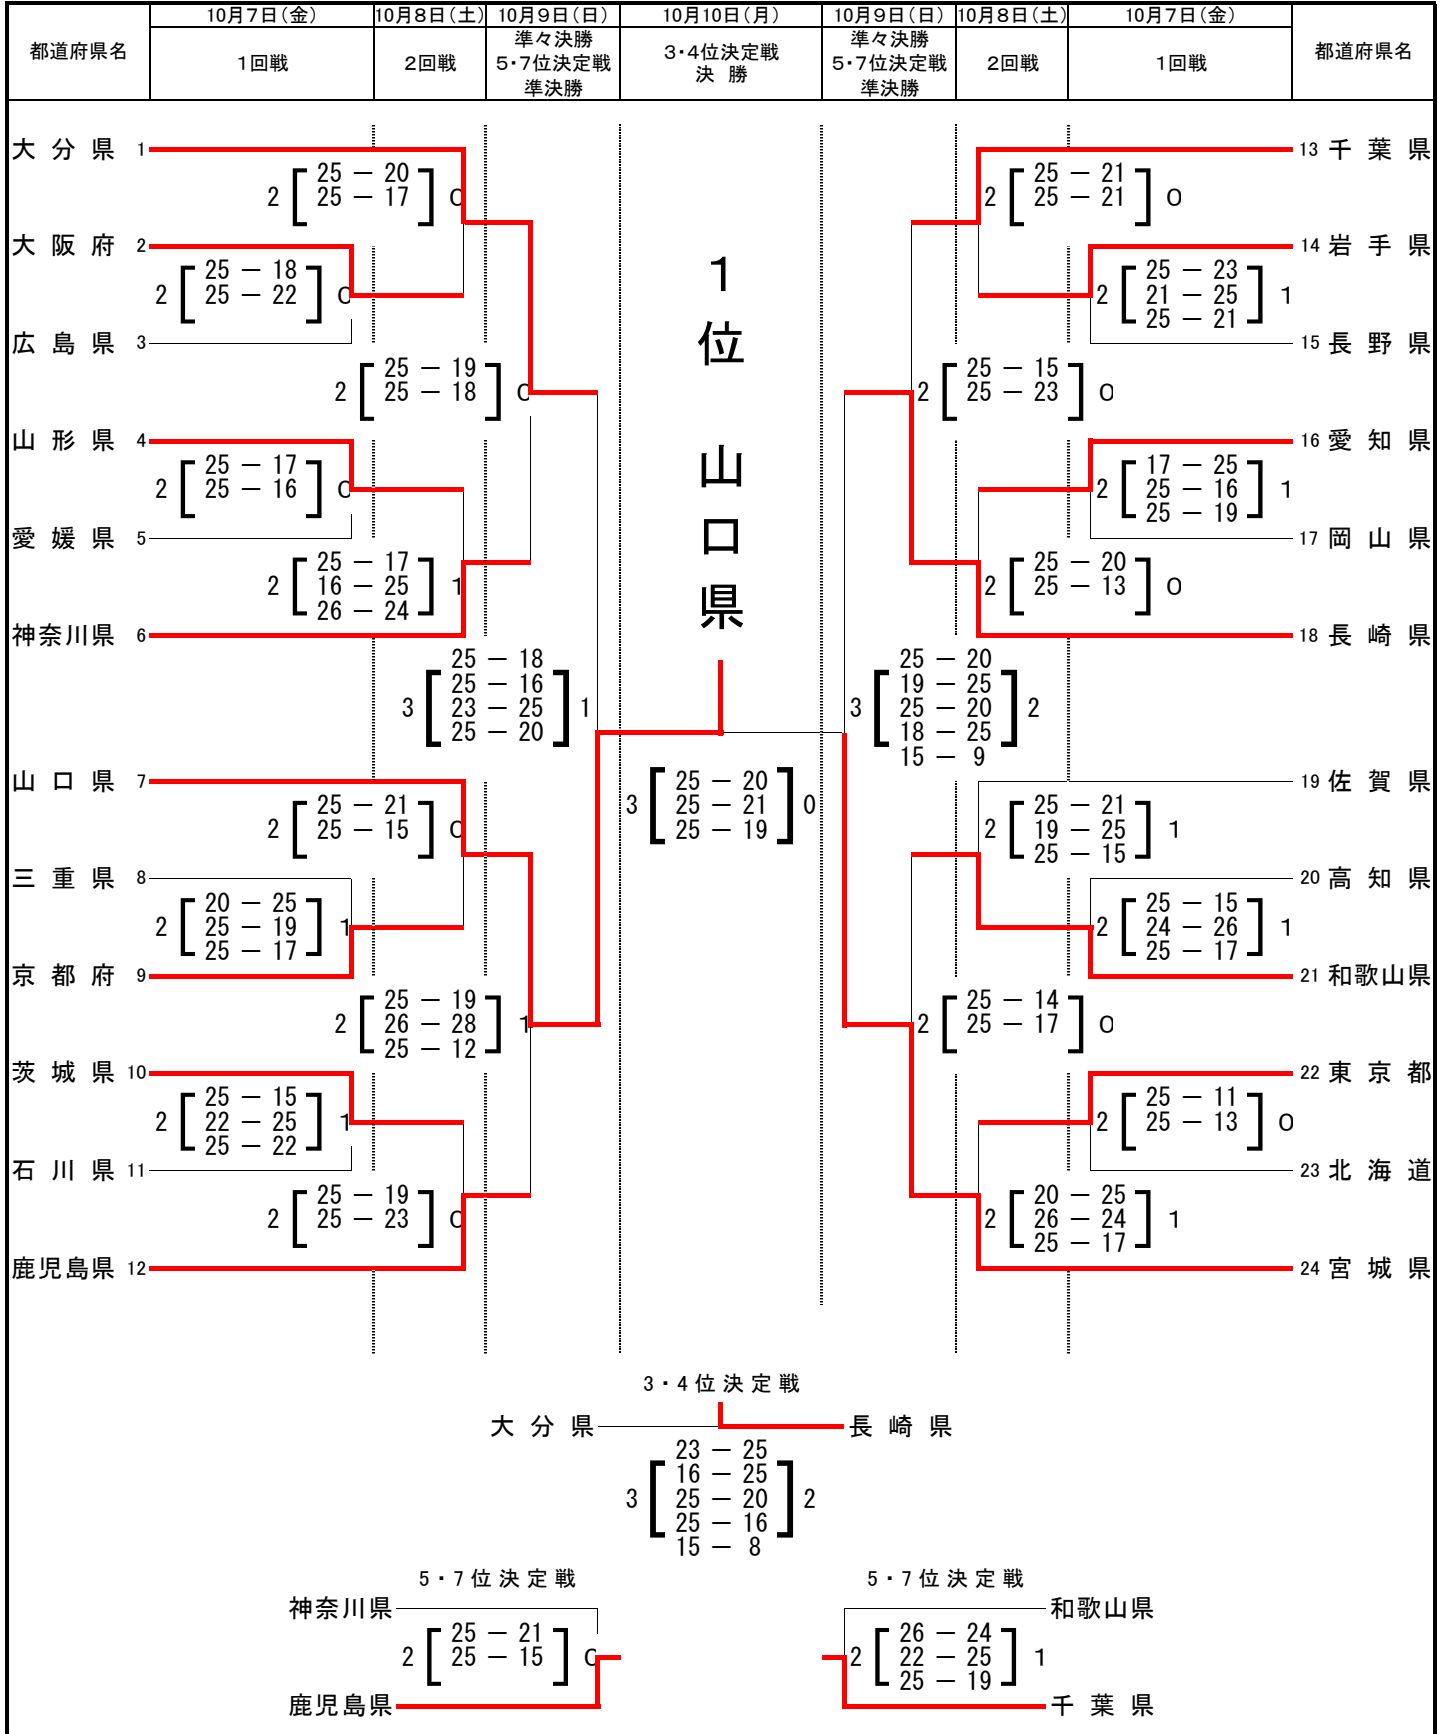 都道府県名 10月7日(金) 10月8日(土) 10月9日(日) 10月10日(月) 10月9日(日) 10月8日(土) 10月7日(金) 都道府県名
1回戦 2回戦 準々決勝 5・7位決定戦 準決勝 3・4位決定戦 決 勝 準々決勝 5・7位決定戦 準決勝 2回戦 1回戦
大 分 県 1
2 25 － 20 0
25 － 17
大 阪 府 2
2 25 － 18 0
25 － 22
広 島 県 3
2 25 － 19 0
25 － 18
山 形 県 4
2 25 － 17 0
25 － 16
愛 媛 県 5
2 25 － 17 1
16 － 25
26 － 24
神奈川県 6
3 25 － 18 1
25 － 16
23 － 25
25 － 20
山 口 県 7
2 25 － 21 0
25 － 15
三 重 県 8
2 20 － 25 1
25 － 19
25 － 17
京 都 府 9
2 25 － 19 1
26 － 28
25 － 12
茨 城 県 10
2 25 － 15 1
22 － 25
25 － 22
石 川 県 11
2 25 － 19 0
25 － 23
鹿児島県 12
1位 山口県
3 25 － 20 0
25 － 21
25 － 19
13 千 葉 県
2 25 － 21 0
25 － 21
14 岩 手 県
2 25 － 23 1
21 － 25
25 － 21
15 長 野 県
2 25 － 15 0
25 － 23
16 愛 知 県
2 17 － 25 1
25 － 16
25 － 19
17 岡 山 県
2 25 － 20 0
25 － 13
18 長 崎 県
3 25 － 20 2
19 － 25
25 － 20
18 － 25
15 － 9
19 佐 賀 県
2 25 － 21 1
19 － 25
25 － 15
20 高 知 県
2 25 － 15 1
24 － 26
25 － 17
21 和歌山県
2 25 － 14 0
25 － 17
22 東 京 都
2 25 － 11 0
25 － 13
23 北 海 道
2 20 － 25 1
26 － 24
25 － 17
24 宮 城 県
3・4位決定戦
大 分 県 長 崎 県
3 23 － 25 2
16 － 25
25 － 20
25 － 16
15 － 8
5・7位決定戦
神奈川県
2 25 － 21 0
25 － 15
鹿児島県
5・7位決定戦
和歌山県
2 26 － 24 1
22 － 25
25 － 19
千 葉 県